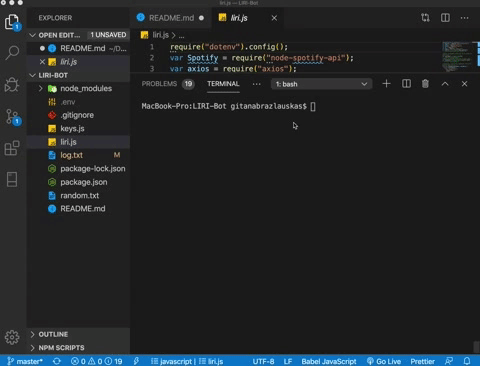 liri.js — LIRI-Bot
EXPLORER
OPEN EDIT... 1 UNSAVED
README.md ~/D...
liri.js
LIRI-BOT
node_modules
.env
.gitignore
keys.js
liri.js
log.txt M
package-lock.json
package.json
random.txt
README.md
OUTLINE
NPM SCRIPTS
README.md
liri.js
liri.js > ...
1 require("dotenv").config();
2 var Spotify = require("node-spotify-api");
3 var axios = require("axios");
PROBLEMS 19 TERMINAL ... 1: bash
MacBook-Pro:LIRI-Bot gitanabrazlauskas$
master* 0 0 19 javascript | liri.js UTF-8 LF Babel JavaScript Go Live Prettier